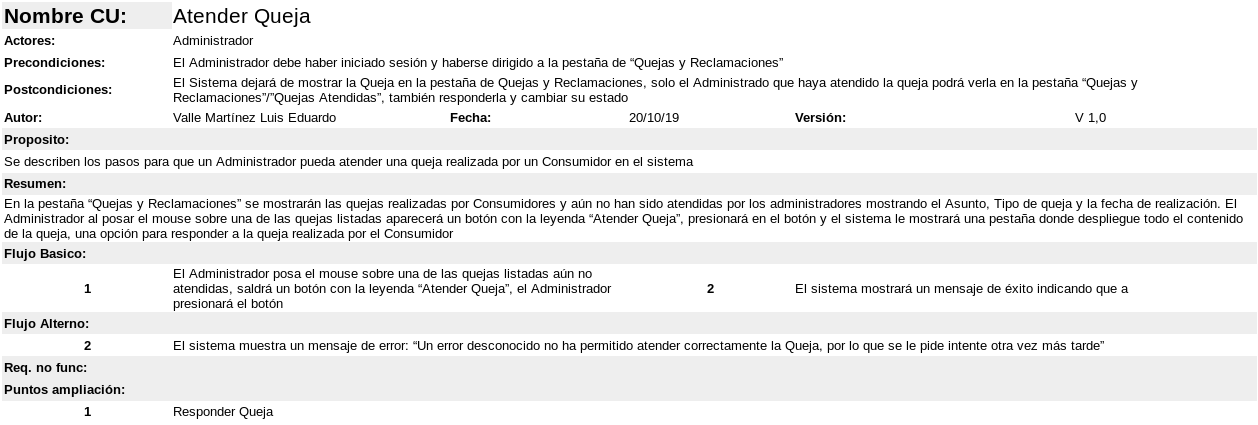 Nombre CU: Atender Queja
Actores: Administrador
Precondiciones: El Administrador debe haber iniciado sesión y haberse dirigido a la pestaña de “Quejas y Reclamaciones”
Postcondiciones: El Sistema dejará de mostrar la Queja en la pestaña de Quejas y Reclamaciones, solo el Administrado que haya atendido la queja podrá verla en la pestaña “Quejas y
Reclamaciones”/”Quejas Atendidas”, también responderla y cambiar su estado
Autor: Valle Martínez Luis Eduardo Fecha: 20/10/19 Versión: V 1,0
Proposito:
Se describen los pasos para que un Administrador pueda atender una queja realizada por un Consumidor en el sistema
Resumen:
En la pestaña “Quejas y Reclamaciones” se mostrarán las quejas realizadas por Consumidores y aún no han sido atendidas por los administradores mostrando el Asunto, Tipo de queja y la fecha de realización. El
Administrador al posar el mouse sobre una de las quejas listadas aparecerá un botón con la leyenda “Atender Queja”, presionará en el botón y el sistema le mostrará una pestaña donde despliegue todo el contenido
de la queja, una opción para responder a la queja realizada por el Consumidor
Flujo Basico:
1 El Administrador posa el mouse sobre una de las quejas listadas aún no
atendidas, saldrá un botón con la leyenda “Atender Queja”, el Administrador
presionará el botón
2 El sistema mostrará un mensaje de éxito indicando que a
Flujo Alterno:
2 El sistema muestra un mensaje de error: “Un error desconocido no ha permitido atender correctamente la Queja, por lo que se le pide intente otra vez más tarde”
Req. no func:
Puntos ampliación:
1 Responder Queja